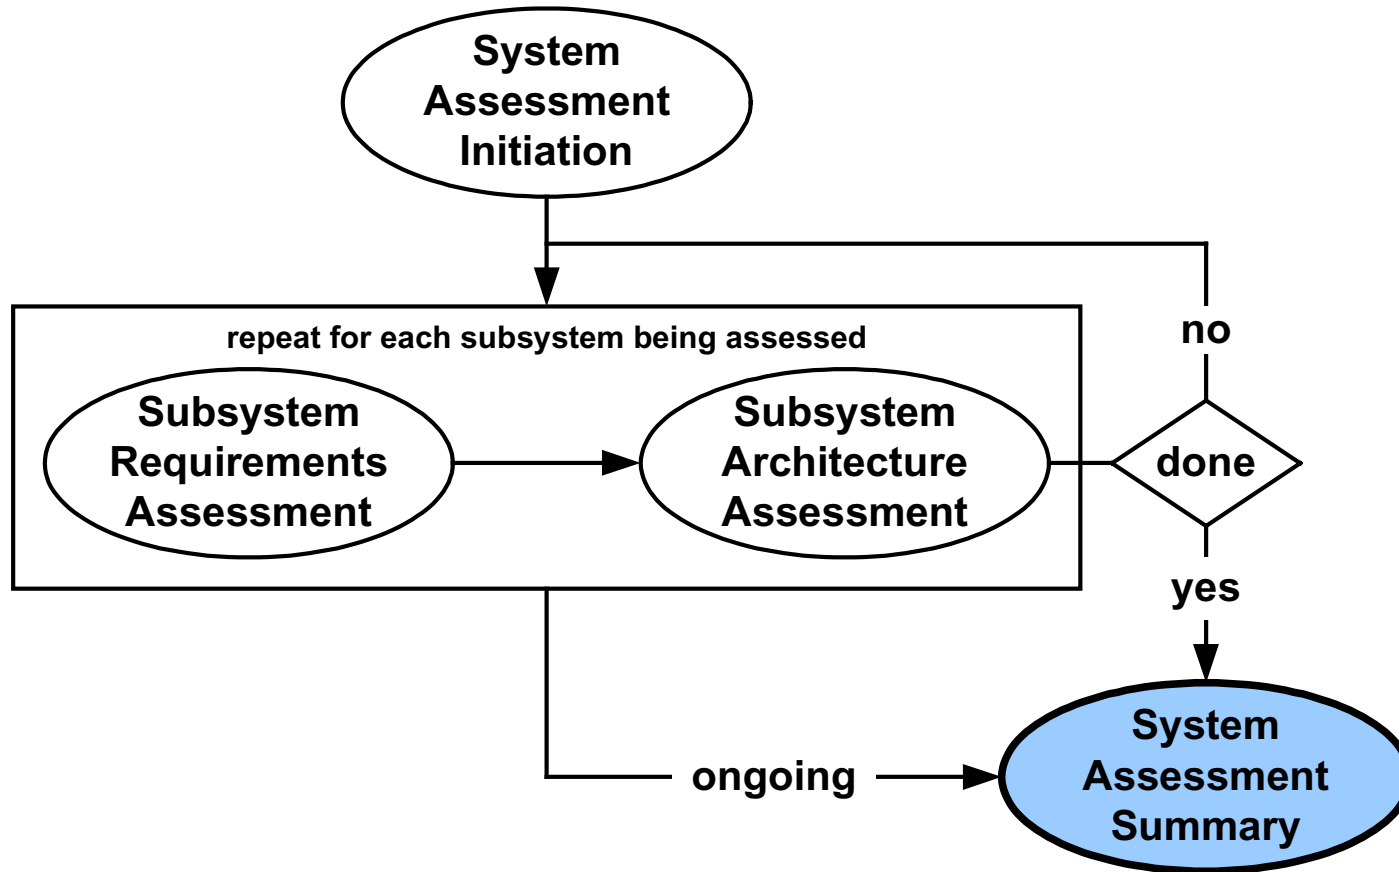 System
Assessment
Initiation
repeat for each subsystem being assessed
no
Subsystem
Requirements
Assessment
Subsystem
Architecture
Assessment
done
yes
ongoing
System
Assessment
Summary